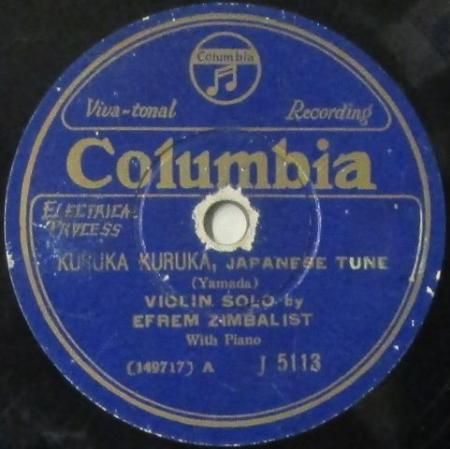 Columbia
Viva-tonal Recording
Columbia
ELECTRICAL
PROCESS
KURUKA KURUKA, JAPANESE TUNE
(Yamada)
VIOLIN SOLO by
EFREM ZIMBALIST
With Piano
(149717) A J 5113